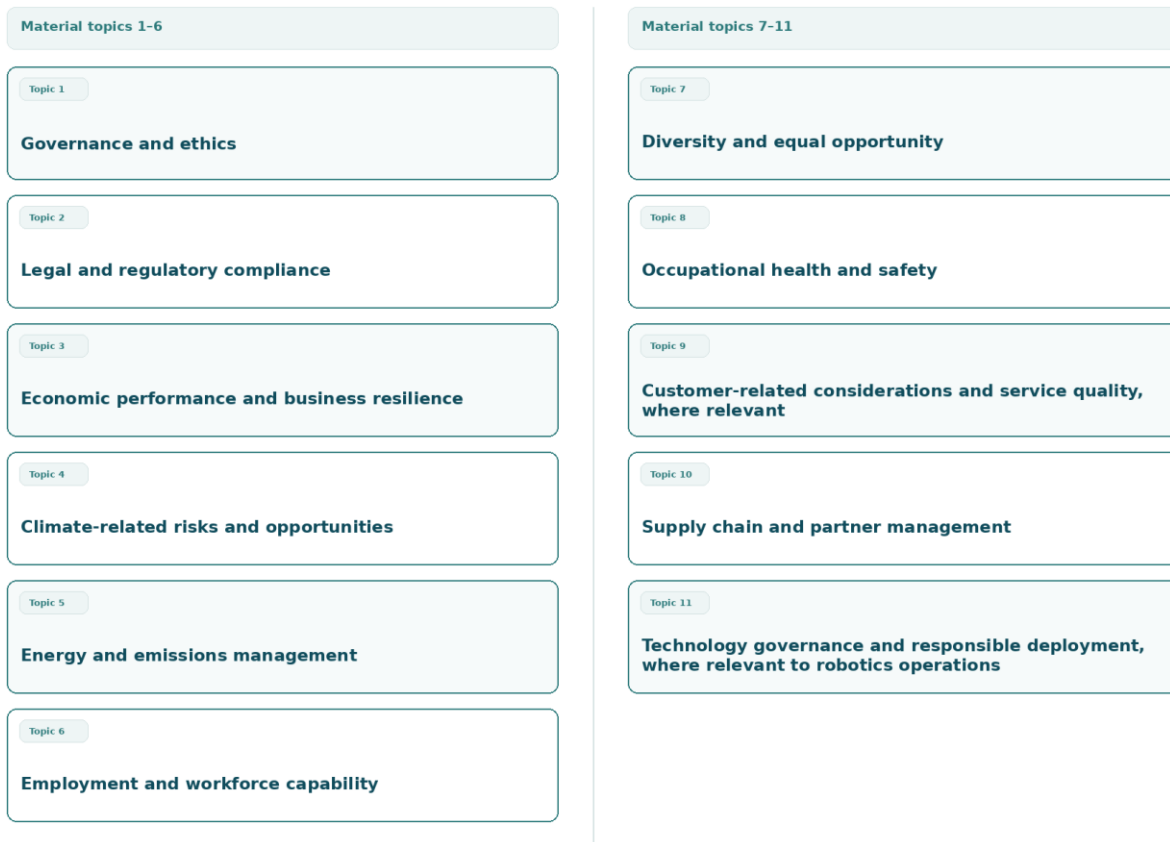 Material topics 1–6
Topic 1
Governance and ethics
Topic 2
Legal and regulatory compliance
Topic 3
Economic performance and business resilience
Topic 4
Climate-related risks and opportunities
Topic 5
Energy and emissions management
Topic 6
Employment and workforce capability
Material topics 7–11
Topic 7
Diversity and equal opportunity
Topic 8
Occupational health and safety
Topic 9
Customer-related considerations and service quality,
where relevant
Topic 10
Supply chain and partner management
Topic 11
Technology governance and responsible deployment,
where relevant to robotics operations